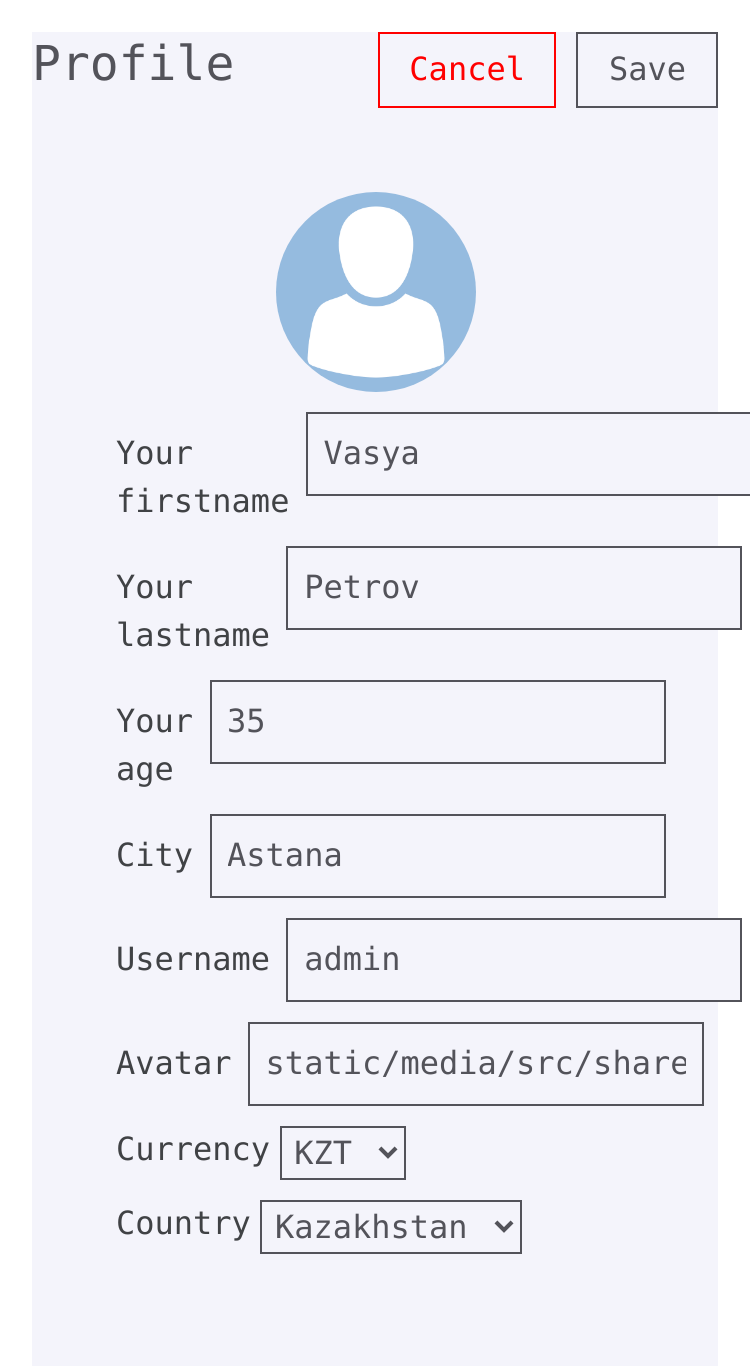 Profile
Cancel
Save
Your
firstname
Vasya
Your
lastname
Petrov
Your
age
35
City
Astana
Username
admin
Avatar
static/media/src/share
Currency
KZT
Country
Kazakhstan